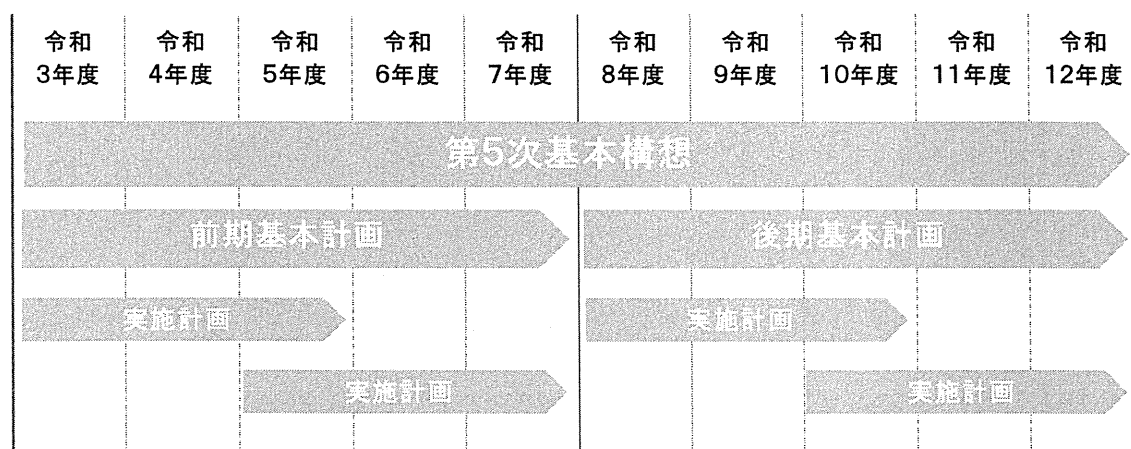 令和
3年度
令和
4年度
令和
5年度
令和
6年度
令和
7年度
令和
8年度
令和
9年度
令和
10年度
令和
11年度
令和
12年度
第5次基本構想
前期基本計画
後期基本計画
実施計画
実施計画
実施計画
実施計画